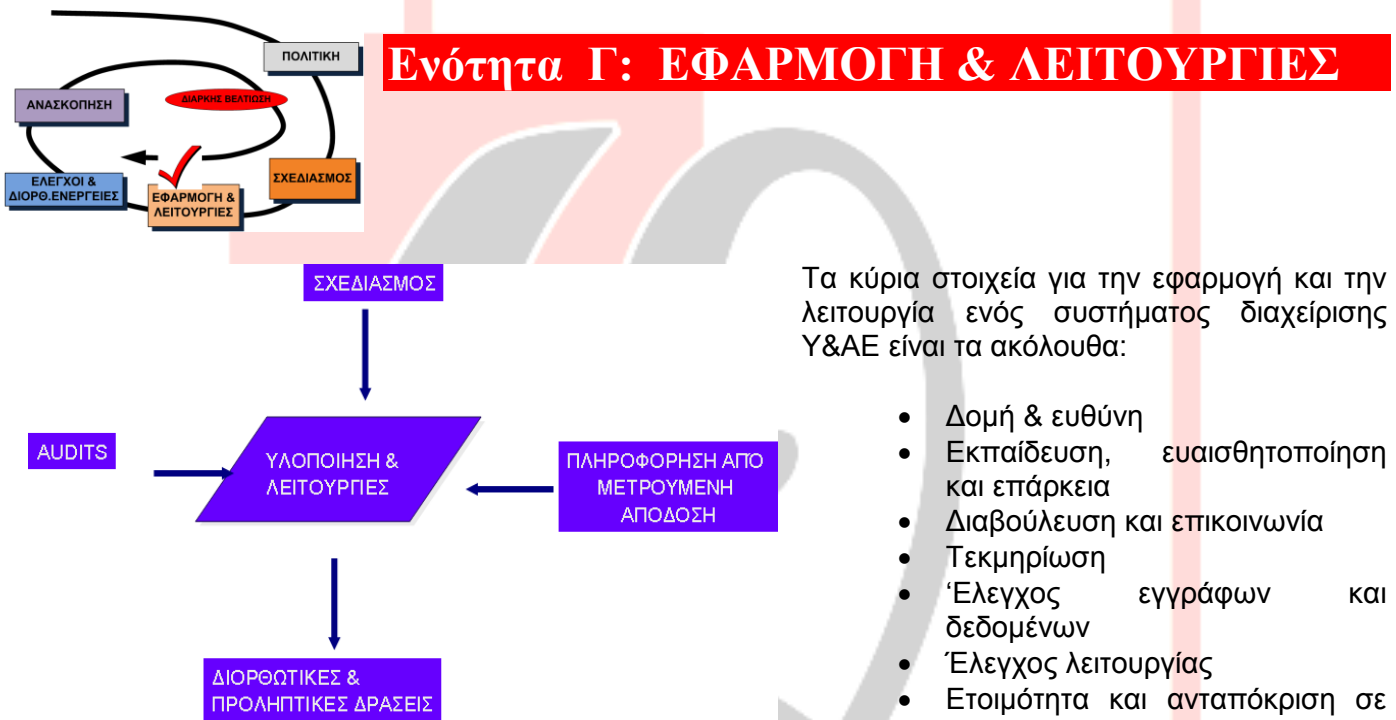 ΠΟΛΙΤΙΚΗ
Ενότητα Γ: ΕΦΑΡΜΟΓΗ & ΛΕΙΤΟΥΡΓΙΕΣ
ΑΝΑΣΚΟΠΗΣΗ
ΔΙΑΡΚΗΣ ΒΕΛΤΙΩΣΗ
ΣΧΕΔΙΑΣΜΟΣ
ΕΛΕΓΧΟΙ &
ΔΙΟΡΘ.ΕΝΕΡΓΕΙΕΣ
ΕΦΑΡΜΟΓΗ &
ΛΕΙΤΟΥΡΓΙΕΣ
ΣΧΕΔΙΑΣΜΟΣ
AUDITS
ΥΛΟΠΟΙΗΣΗ &
ΛΕΙΤΟΥΡΓΙΕΣ
ΠΛΗΡΟΦΟΡΗΣΗ ΑΠΌ
ΜΕΤΡΟΥΜΕΝΗ
ΑΠΟΔΟΣΗ
ΔΙΟΡΘΩΤΙΚΕΣ &
ΠΡΟΛΗΠΤΙΚΕΣ ΔΡΑΣΕΙΣ
Τα κύρια στοιχεία για την εφαρμογή και την
λειτουργία ενός συστήματος διαχείρισης
Υ&ΑΕ είναι τα ακόλουθα:
• Δομή & ευθύνη
• Εκπαίδευση, ευαισθητοποίηση
και επάρκεια
• Διαβούλευση και επικοινωνία
• Τεκμηρίωση
• ‘Ελεγχος εγγράφων και
δεδομένων
• Έλεγχος λειτουργίας
• Ετοιμότητα και ανταπόκριση σε